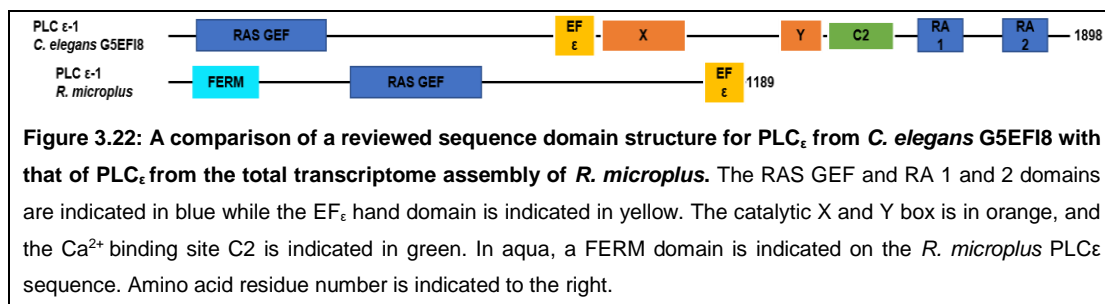 PLC ε-1
C. elegans G5EFI8
RAS GEF
EF
ε
X
Y
C2
RA
1
RA
2
1898
PLC ε-1
R. microplus
FERM
RAS GEF
EF
ε
1189
Figure 3.22: A comparison of a reviewed sequence domain structure for PLCε from C. elegans G5EFI8 with
that of PLCε from the total transcriptome assembly of R. microplus. The RAS GEF and RA 1 and 2 domains
are indicated in blue while the EFε hand domain is indicated in yellow. The catalytic X and Y box is in orange, and
the Ca²⁺ binding site C2 is indicated in green. In aqua, a FERM domain is indicated on the R. microplus PLCε
sequence. Amino acid residue number is indicated to the right.